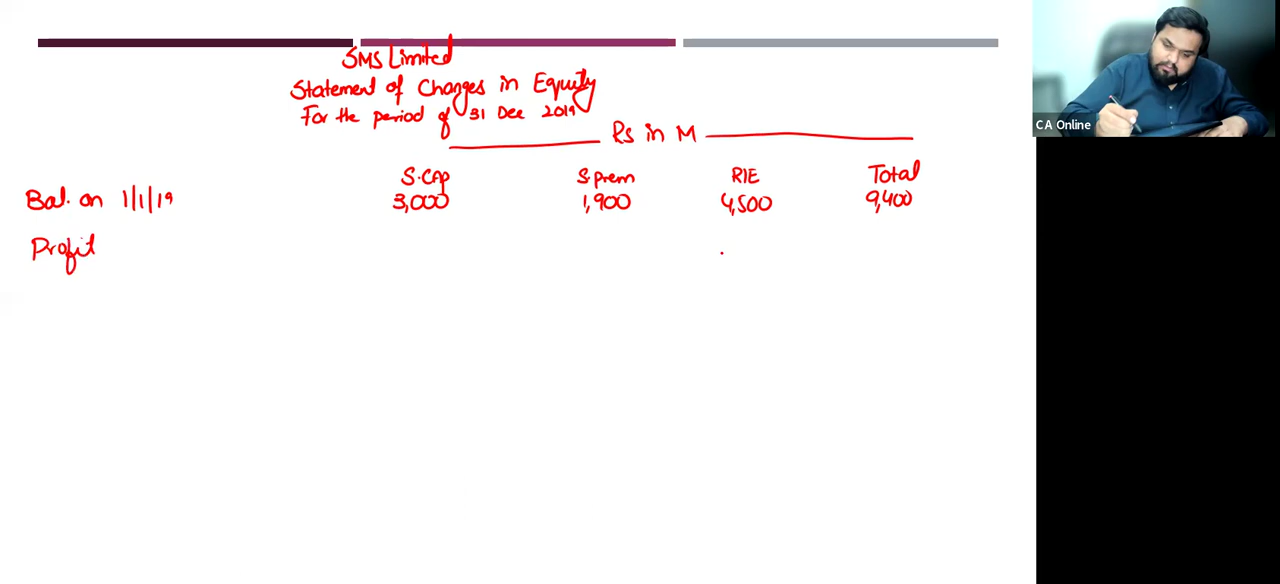 SMS Limited
Statement of Changes in Equity
For the period of 31 Dec 2019
Rs in M
S.Cap S.prem R/E Total
Bal. on 1/1/19 3,000 1,900 4,500 9,400
Profit
CA Online